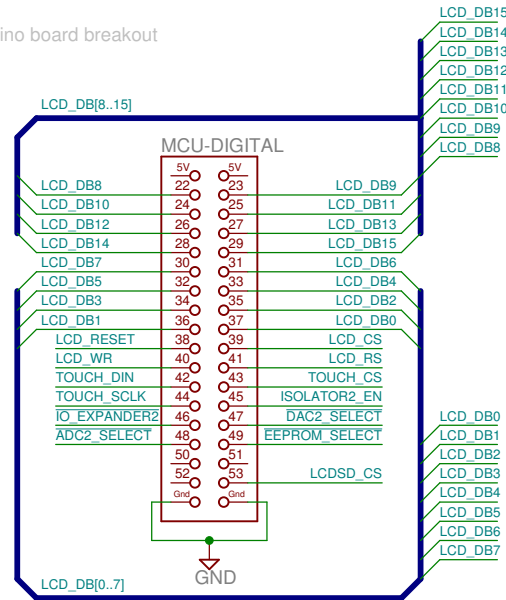 LCD_DB15
LCD_DB14
ino board breakout
LCD_DB13
LCD_DB12
LCD_DB11
LCD_DB[8..15]
LCD_DB10
LCD_DB9
MCU-DIGITAL
LCD_DB8
5V 5V
LCD_DB8 22 23 LCD_DB9
LCD_DB10 24 25 LCD_DB11
LCD_DB12 26 27 LCD_DB13
LCD_DB14 28 29 LCD_DB15
LCD_DB7 30 31 LCD_DB6
LCD_DB5 32 33 LCD_DB4
LCD_DB3 34 35 LCD_DB2
LCD_DB1 36 37 LCD_DB0
LCD_RESET 38 39 LCD_CS
LCD_WR 40 41 LCD_RS
TOUCH_DIN 42 43 TOUCH_CS
TOUCH_SCLK 44 45 ISOLATOR2_EN
IO_EXPANDER2 46 47 DAC2_SELECT
LCD_DB0
ADC2_SELECT 48 49 EEPROM_SELECT
LCD_DB1
50 51
LCD_DB2
52 53 LCDSD_CS
LCD_DB3
Gnd Gnd
LCD_DB4
LCD_DB5
LCD_DB6
LCD_DB7
GND
LCD_DB[0..7]